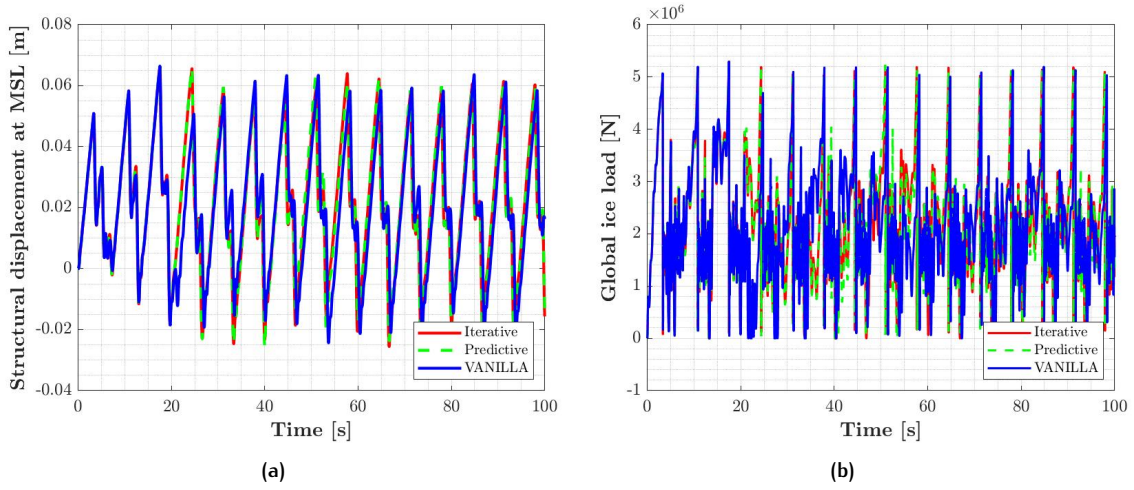 Structural displacement at MSL [m]
0.08
0.06
0.04
0.02
0
-0.02
-0.04
0
20
40
60
80
100
Time [s]
Iterative
Predictive
VANILLA
(a)
×10⁶
Global ice load [N]
6
5
4
3
2
1
0
-1
0
20
40
60
80
100
Time [s]
Iterative
Predictive
VANILLA
(b)